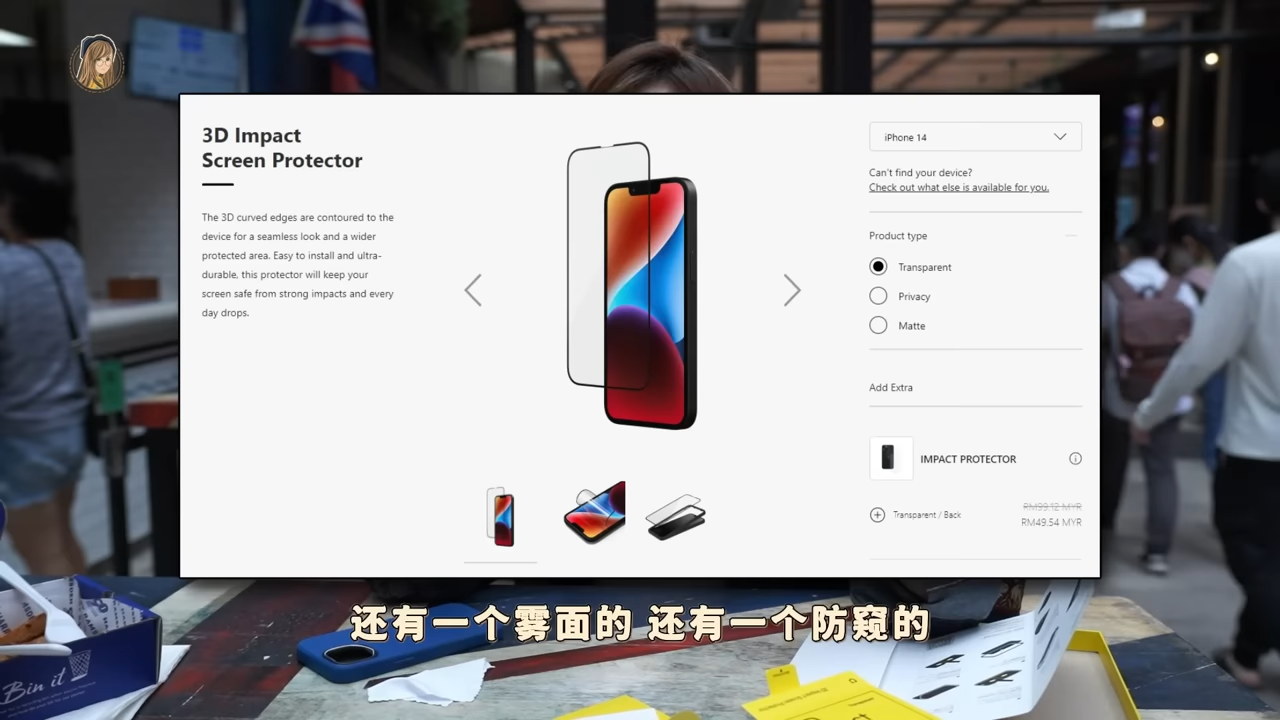 3D Impact
Screen Protector
The 3D curved edges are contoured to the
device for a seamless look and a wider
protected area. Easy to install and ultra-
durable, this protector will keep your
screen safe from strong impacts and every
day drops.
iPhone 14
Can't find your device?
Check out what else is available for you.
Product type
Transparent
Privacy
Matte
Add Extra
IMPACT PROTECTOR
Transparent / Back
RM99.12 MYR
RM49.54 MYR
还有一个雾面的 还有一个防窥的
Bin it